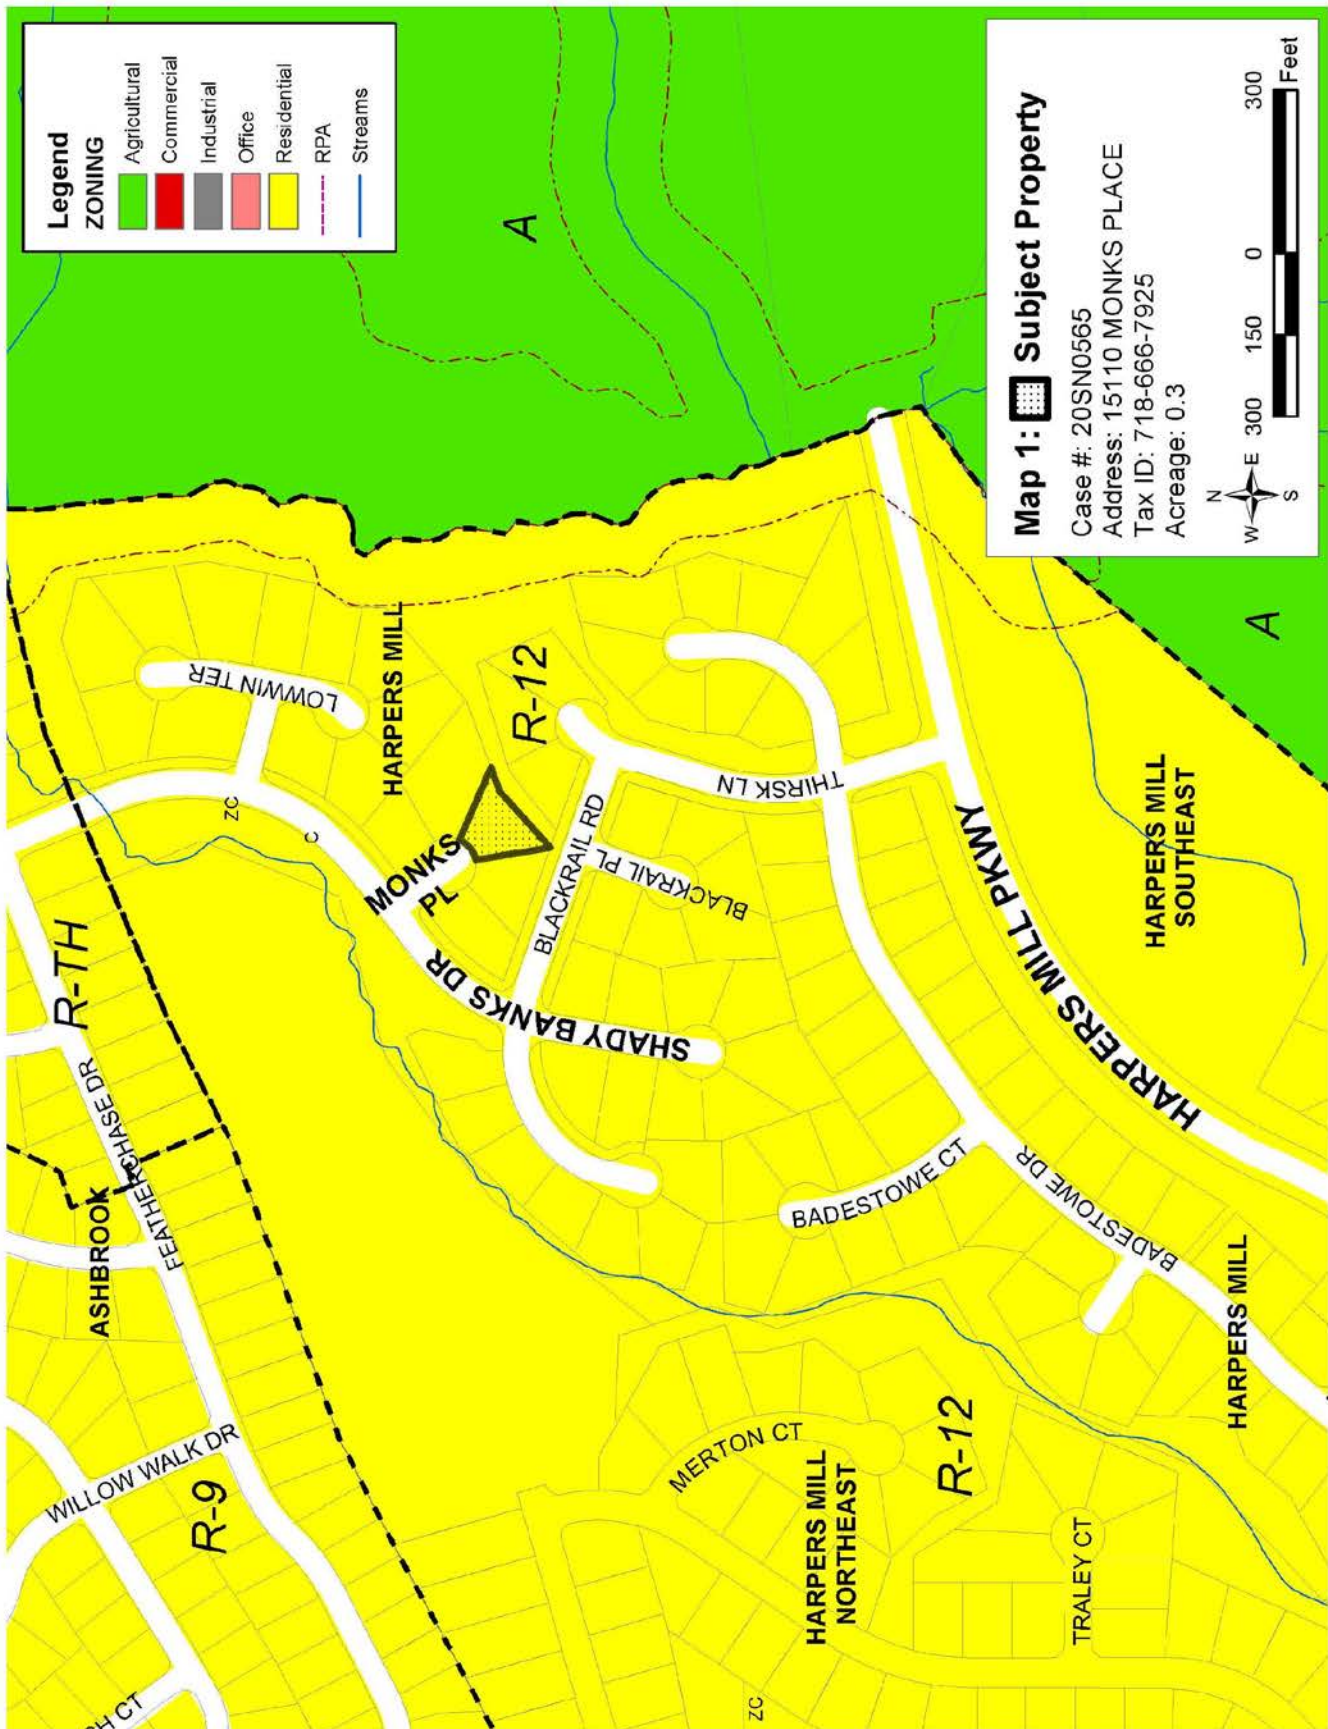 Legend
ZONING
Agricultural
Commercial
Industrial
Office
Residential
RPA
Streams
A
Map 1: Subject Property
Case #: 20SN0565
Address: 15110 MONKS PLACE
Tax ID: 718-666-7925
Acreage: 0.3
N
W E
S
300 150 0 300
Feet
A
R-TH
ASHBROOK
FEATHERCHASE DR
WILLOW WALK DR
R-9
CH CT
LOWWINTER
HARPERS MILL
ZC
C
MONKS
PL
R-12
BLACKRAIL RD
BLACKRAIL PL
THIRSK LN
SHADY BANKS DR
HARPERS MILL PKWY
HARPERS MILL
SOUTHEAST
BADESTOWE CT
BADESTOWE DR
HARPERS MILL
MERTON CT
HARPERS MILL
NORTHEAST
R-12
TRALEY CT
ZC